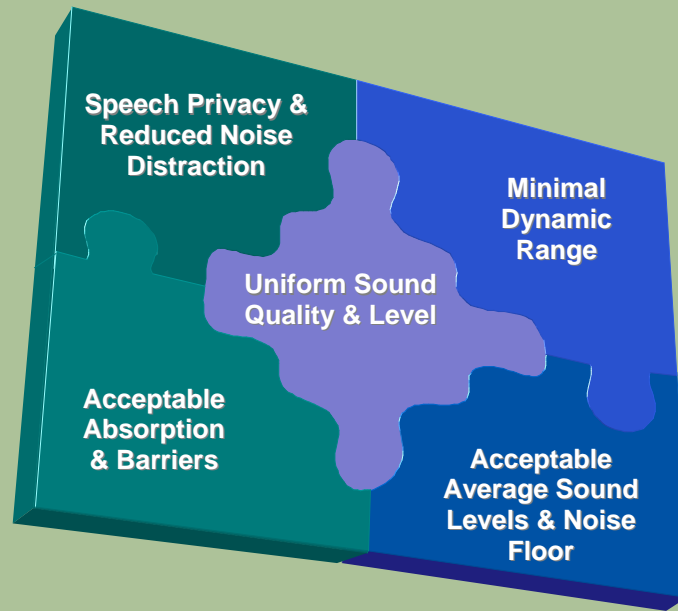 Speech Privacy &
Reduced Noise
Distraction
Minimal
Dynamic
Range
Uniform Sound
Quality & Level
Acceptable
Absorption
& Barriers
Acceptable
Average Sound
Levels & Noise
Floor